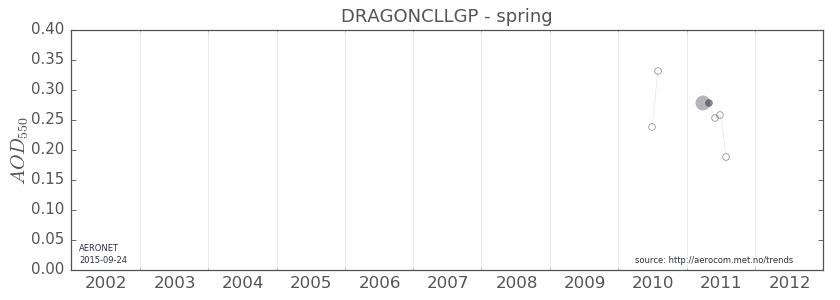 DRAGONCLLGP - spring
0.40
0.35
0.30
0.25
0.20
0.15
0.10
0.05
0.00
AOD550
AERONET
2015-09-24
source: http://aerocom.met.no/trends
2002 2003 2004 2005 2006 2007 2008 2009 2010 2011 2012